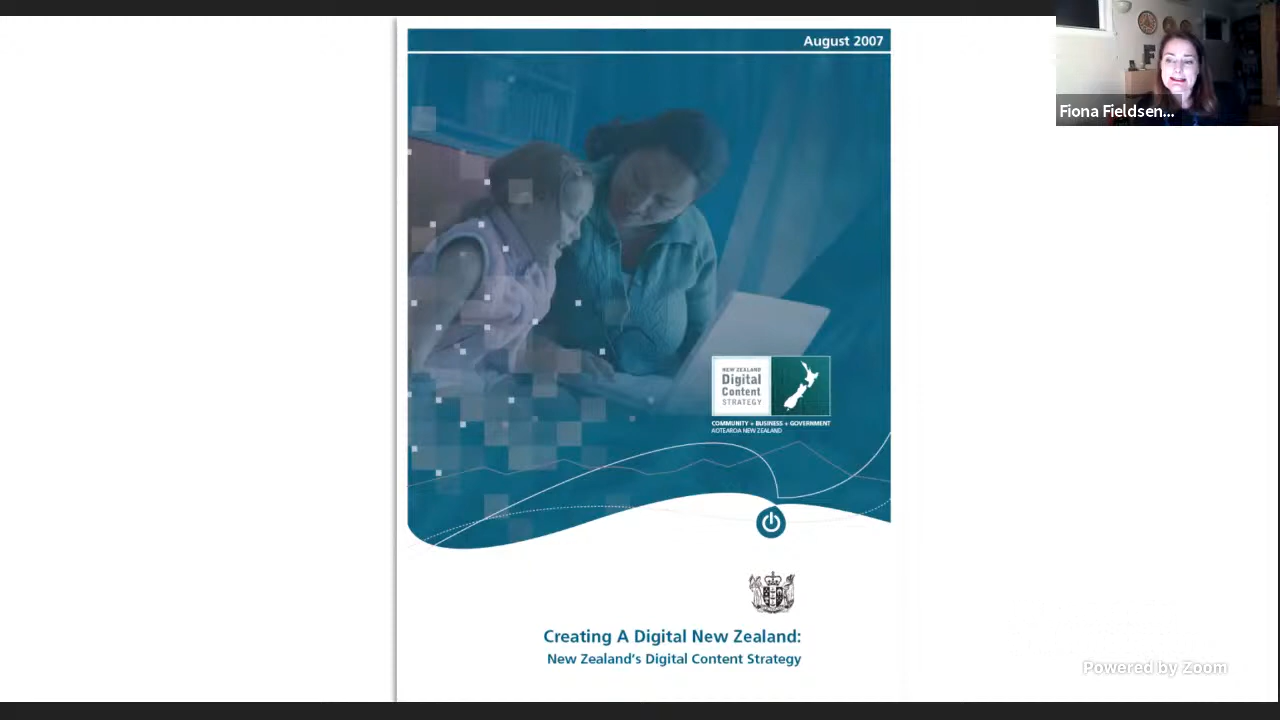 August 2007
Fiona Fieldsen...
NEW ZEALAND
Digital
Content
STRATEGY
COMMUNITY + BUSINESS + GOVERNMENT
AOTEAROA NEW ZEALAND
Creating A Digital New Zealand:
New Zealand's Digital Content Strategy
Powered by Zoom